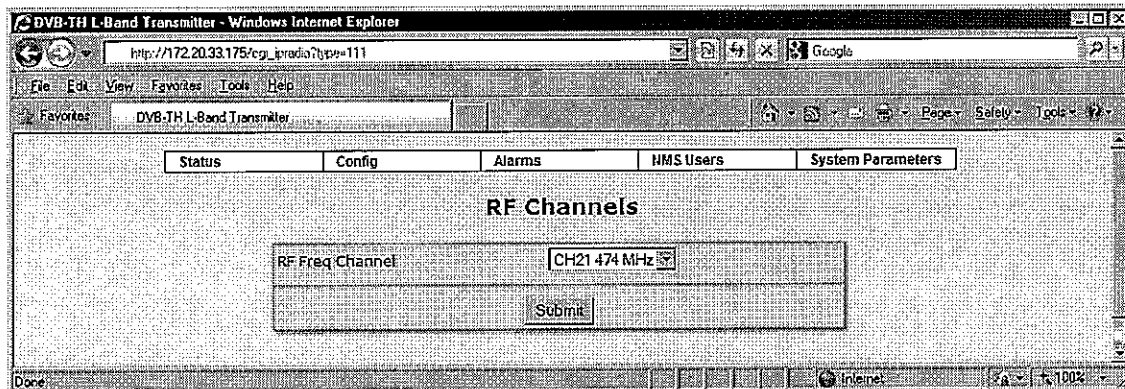 DVB-TH L-Band Transmitter - Windows Internet Explorer
http://172.20.33.175/cgi_ipradio?type=111
Google
File Edit View Favorites Tools Help
Favorites DVB-TH L-Band Transmitter Page Safety Tools
Status Config Alarms NMS Users System Parameters
RF Channels
RF Freq Channel CH21 474 MHz
Submit
Done Internet 100%